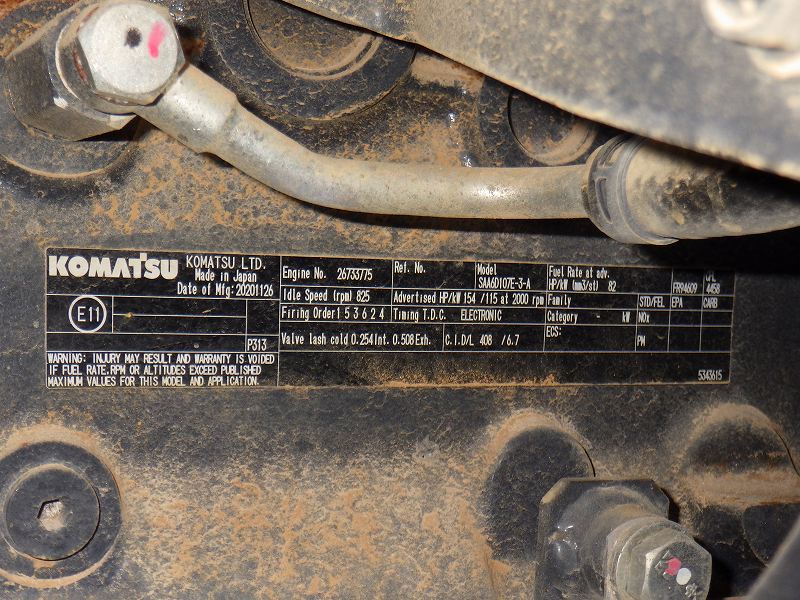 KOMATSU KOMATSU LTD.
Made in Japan
Date of Mfg: 20201126
E11
P313
WARNING: INJURY MAY RESULT AND WARRANTY IS VOIDED
IF FUEL RATE, RPM OR ALTITUDES EXCEED PUBLISHED
MAXIMUM VALUES FOR THIS MODEL AND APPLICATION.
Engine No. 26733775
Ref. No.
Model
SAA6D107E-3-A
Fuel Rate at adv.
HP/kW (mm3/st) 82
FR94609
CPL
4458
Idle Speed (rpm) 825
Advertised HP/kW 154 /115 at 2000 rpm
Family
STD/FEL
EPA
CARB
Firing Order 1 5 3 6 2 4
Timing T.D.C. ELECTRONIC
Category kW
NOx
Valve lash cold 0.254 Int. 0.508 Exh.
C.I.D/L 408 /6.7
ECS:
PM
5343615